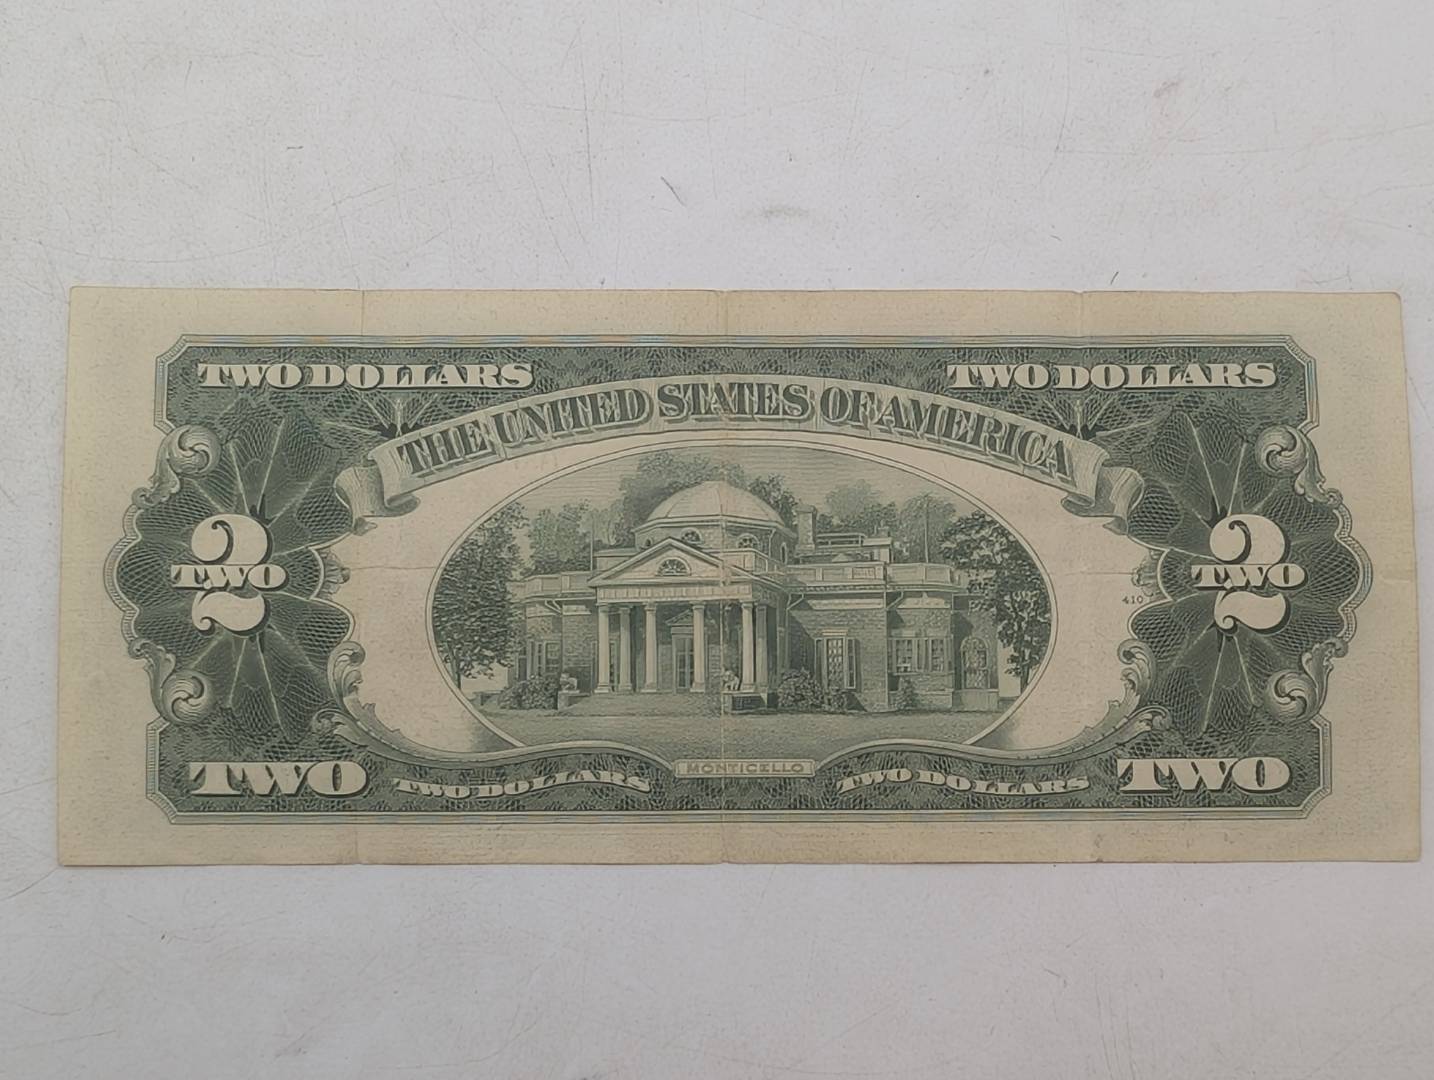 TWO DOLLARS
TWO DOLLARS
THE UNITED STATES OF AMERICA
2
TWO
2
TWO
410
TWO
TWO DOLLARS
MONTICELLO
TWO DOLLARS
TWO